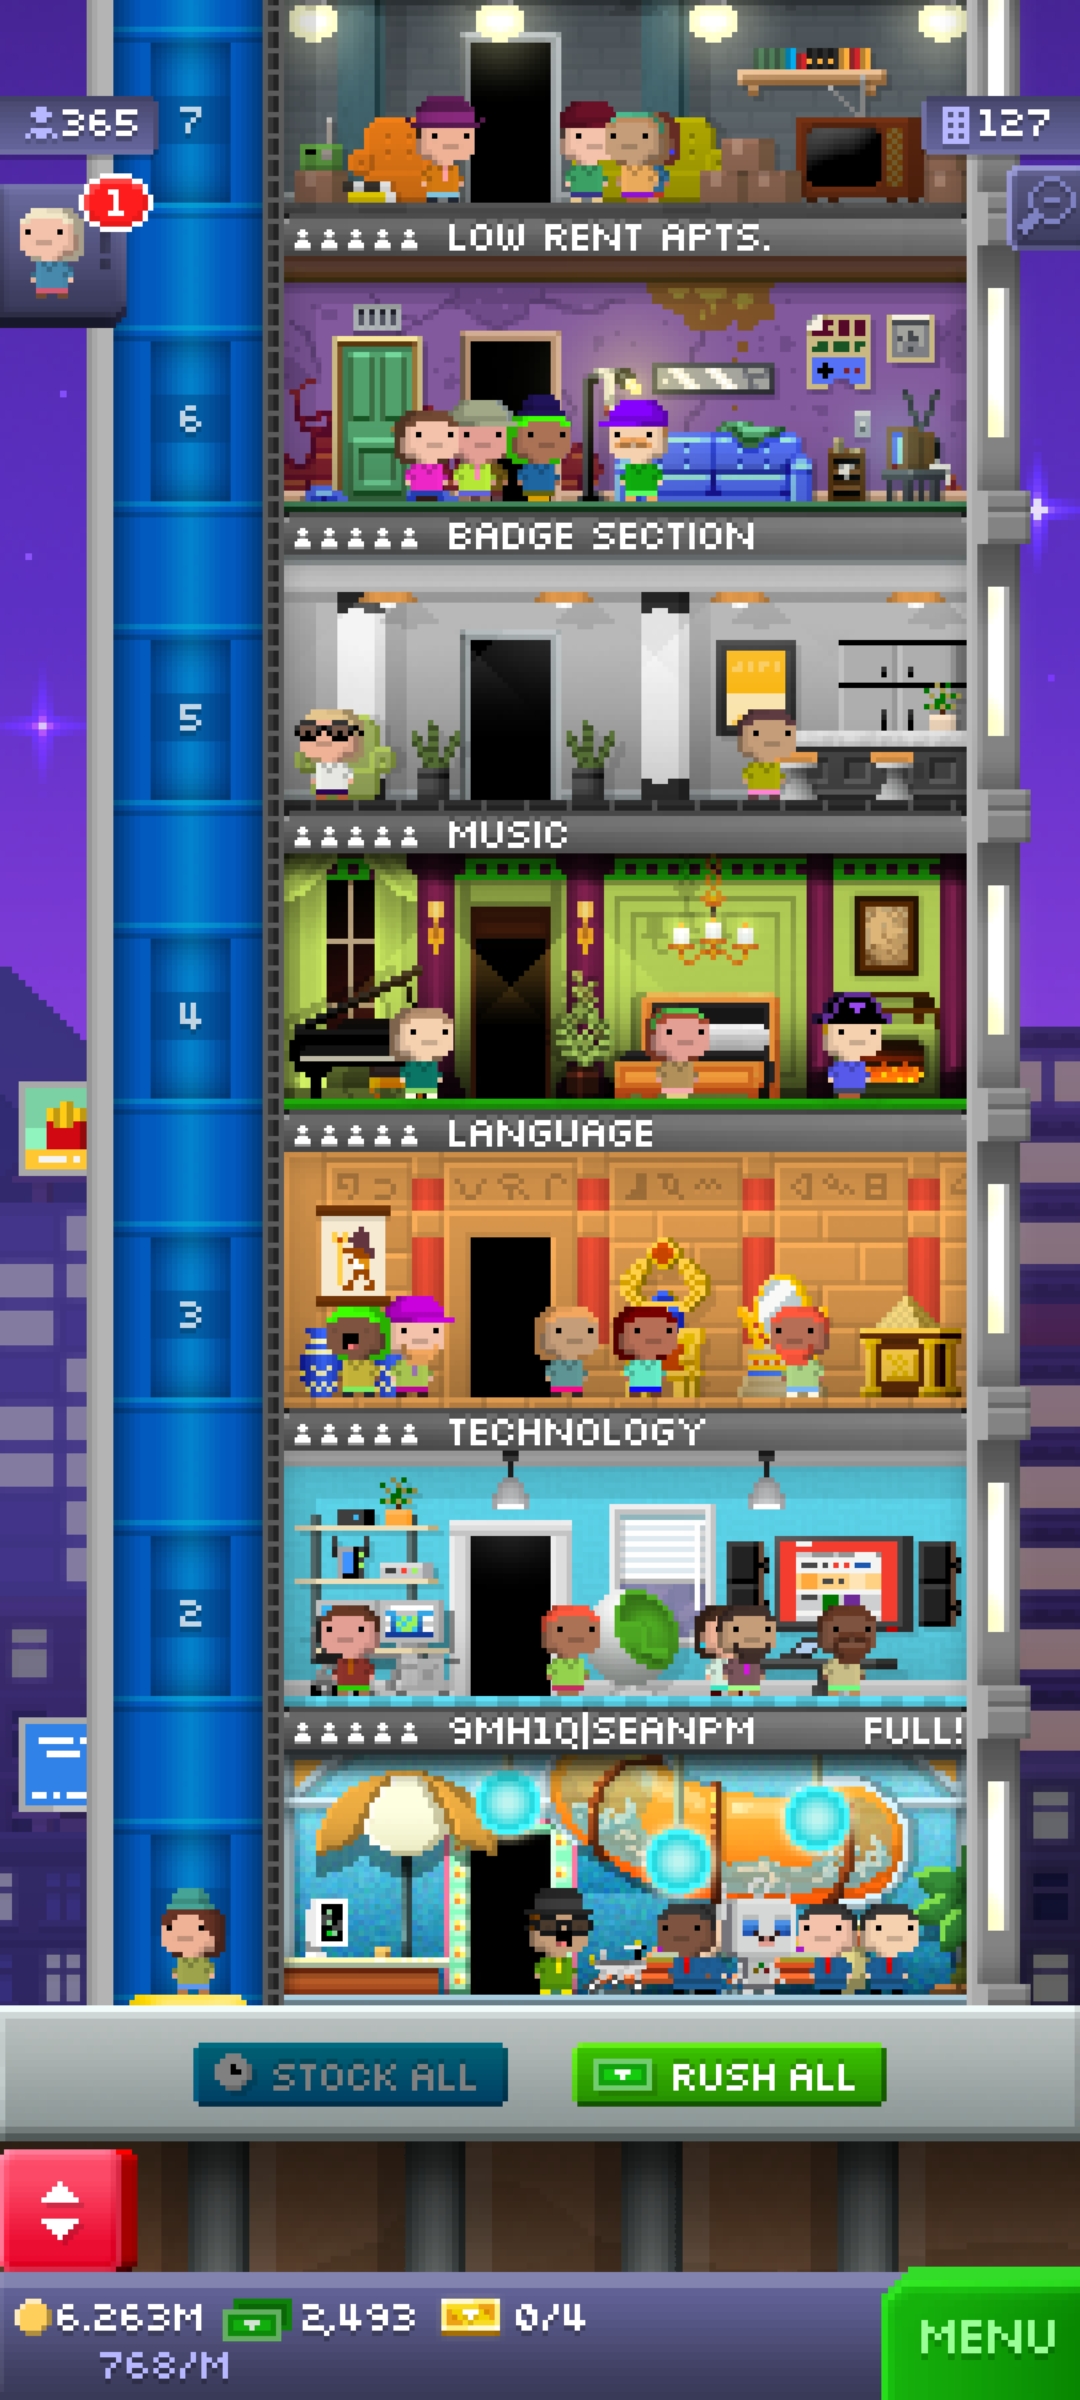 365
7
127
1
LOW RENT APTS.
6
BADGE SECTION
5
MUSIC
4
LANGUAGE
3
TECHNOLOGY
2
9MH1Q|SEANPM FULL!
STOCK ALL
RUSH ALL
6.263M 2,493 0/4
768/M
MENU